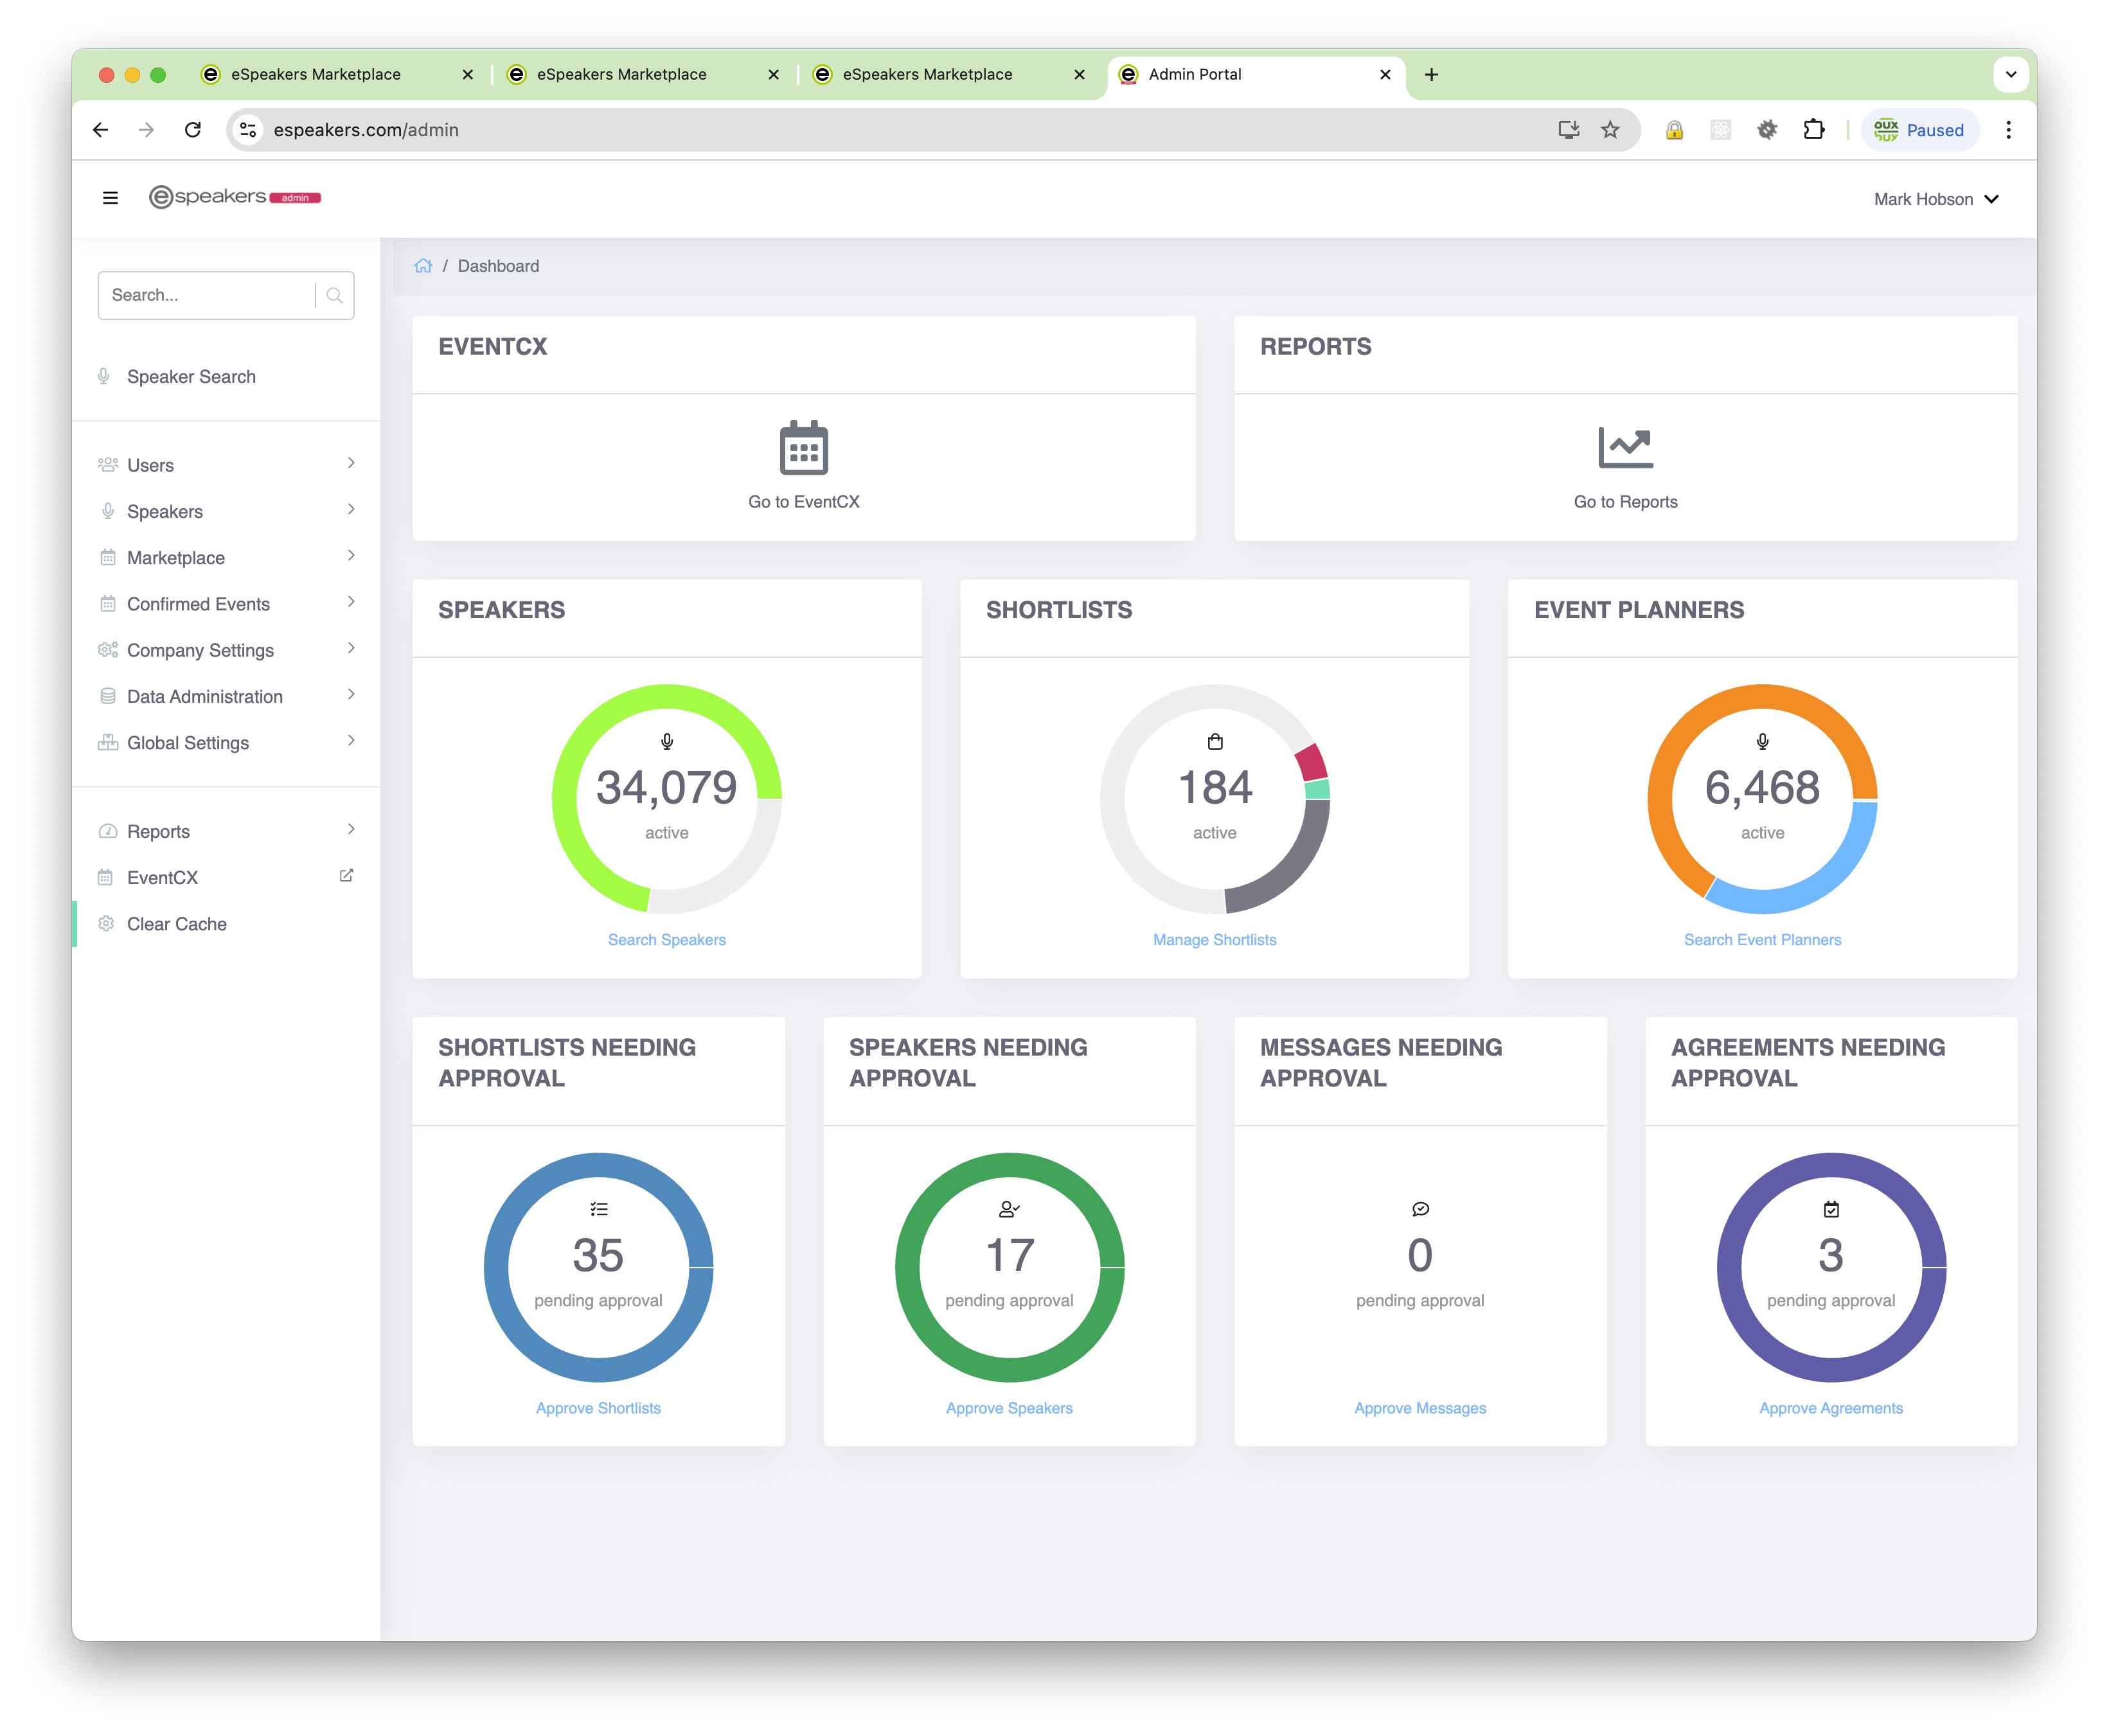 eSpeakers Marketplace
eSpeakers Marketplace
eSpeakers Marketplace
Admin Portal
espeakers.com/admin
Paused
espeakers admin
Mark Hobson
Search...
Speaker Search
Users
Speakers
Marketplace
Confirmed Events
Company Settings
Data Administration
Global Settings
Reports
EventCX
Clear Cache
/ Dashboard
EVENTCX
Go to EventCX
REPORTS
Go to Reports
SPEAKERS
34,079
active
Search Speakers
SHORTLISTS
184
active
Manage Shortlists
EVENT PLANNERS
6,468
active
Search Event Planners
SHORTLISTS NEEDING
APPROVAL
35
pending approval
Approve Shortlists
SPEAKERS NEEDING
APPROVAL
17
pending approval
Approve Speakers
MESSAGES NEEDING
APPROVAL
0
pending approval
Approve Messages
AGREEMENTS NEEDING
APPROVAL
3
pending approval
Approve Agreements